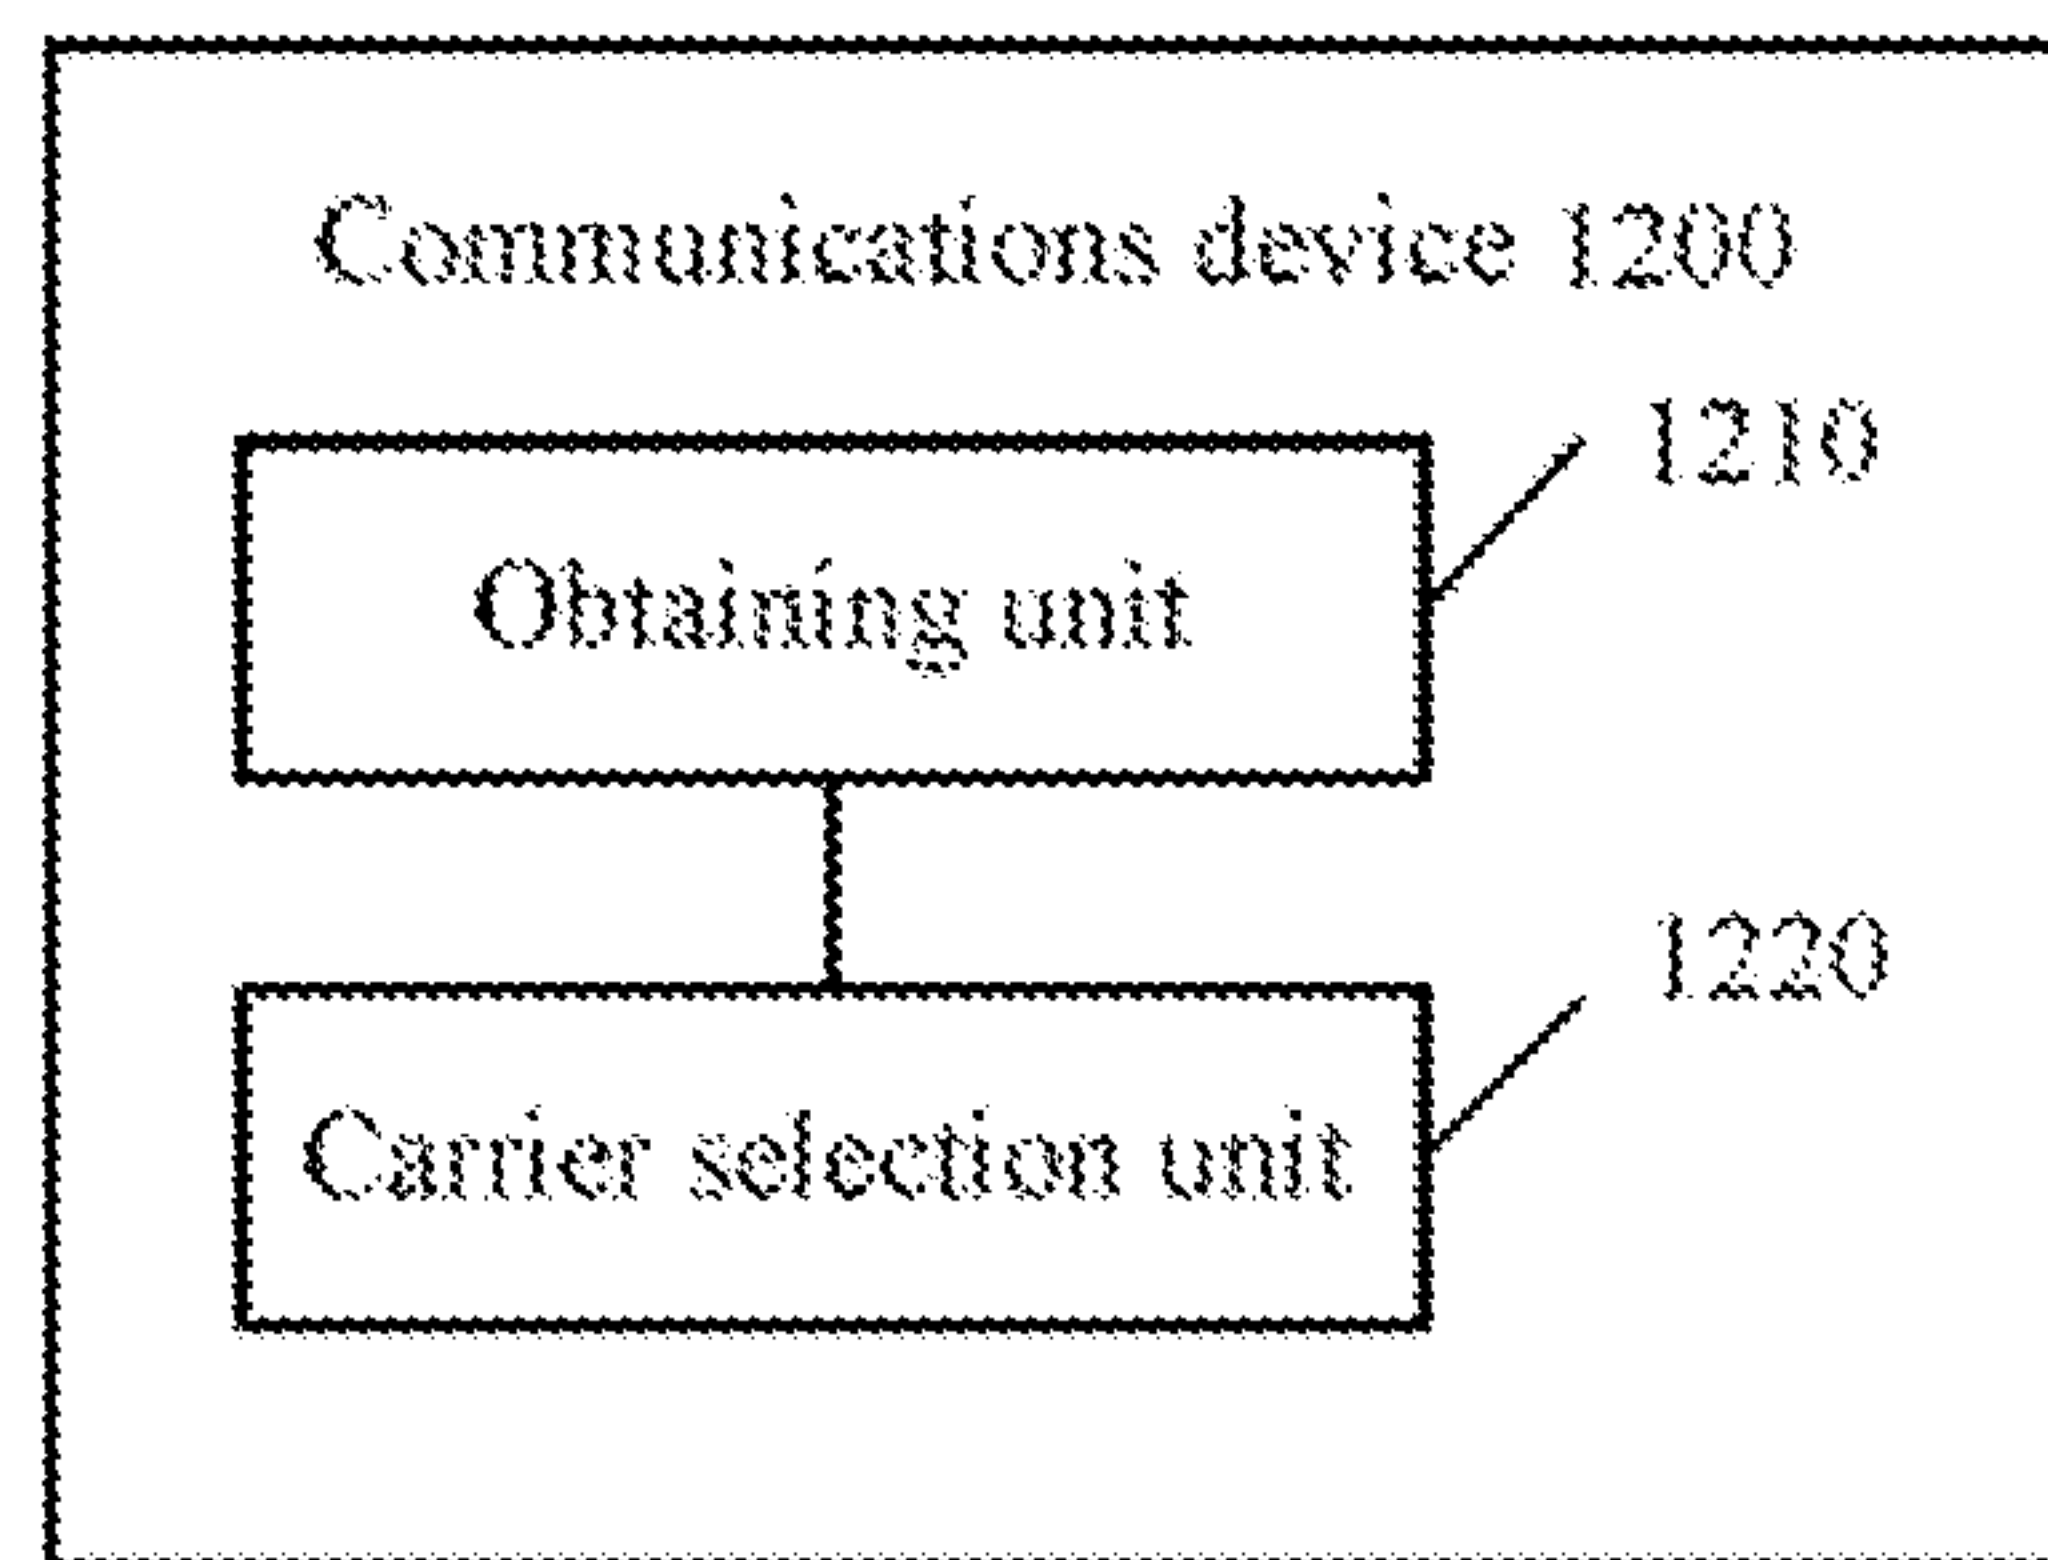 Communications device 1200
1210
Obtaining unit
1220
Carrier selection unit